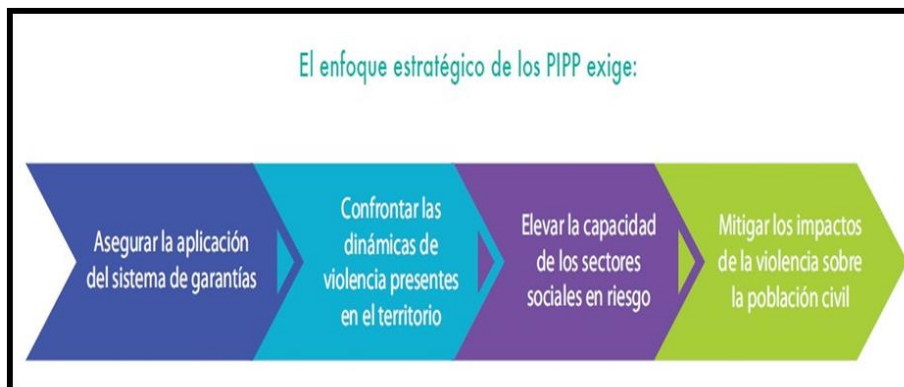 El enfoque estratégico de los PIPP exige:
Asegurar la aplicación
del sistema de garantías
Confrontar las
dinámicas de
violencia presentes
en el territorio
Elevar la capacidad
de los sectores
sociales en riesgo
Mitigar los impactos
de la violencia sobre
la población civil